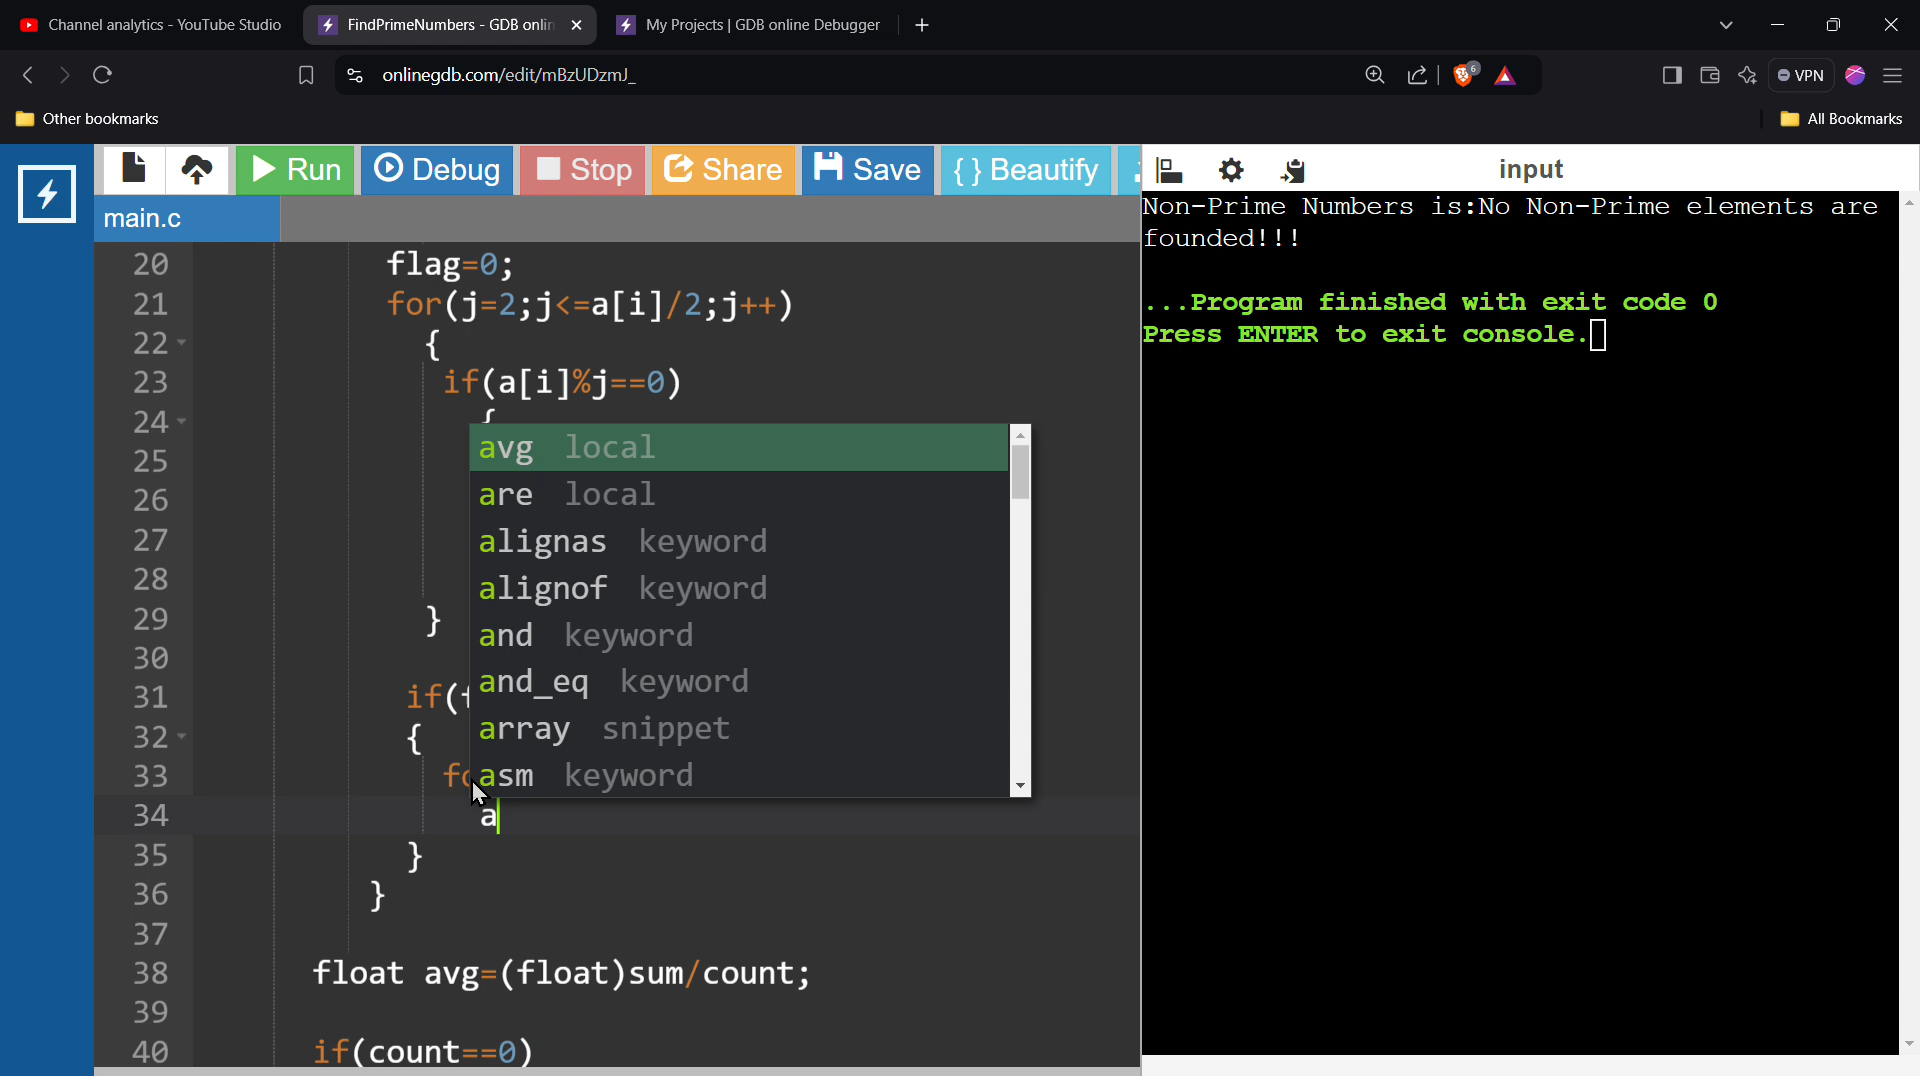 Channel analytics - YouTube Studio
FindPrimeNumbers - GDB onlin
My Projects | GDB online Debugger
onlinegdb.com/edit/mBzUDzmJ_
6
VPN
Other bookmarks
All Bookmarks
Run
Debug
Stop
Share
Save
{ } Beautify
input
main.c
20 flag=0;
21 for(j=2;j<=a[i]/2;j++)
22 {
23 if(a[i]%j==0)
24 {
25
26
27
28
29 }
30
31 if(
32 {
33 fo
34 a
35 }
36 }
37
38 float avg=(float)sum/count;
39
40 if(count==0)
avg local
are local
alignas keyword
alignof keyword
and keyword
and_eq keyword
array snippet
asm keyword
Non-Prime Numbers is:No Non-Prime elements are
founded!!!
...Program finished with exit code 0
Press ENTER to exit console.